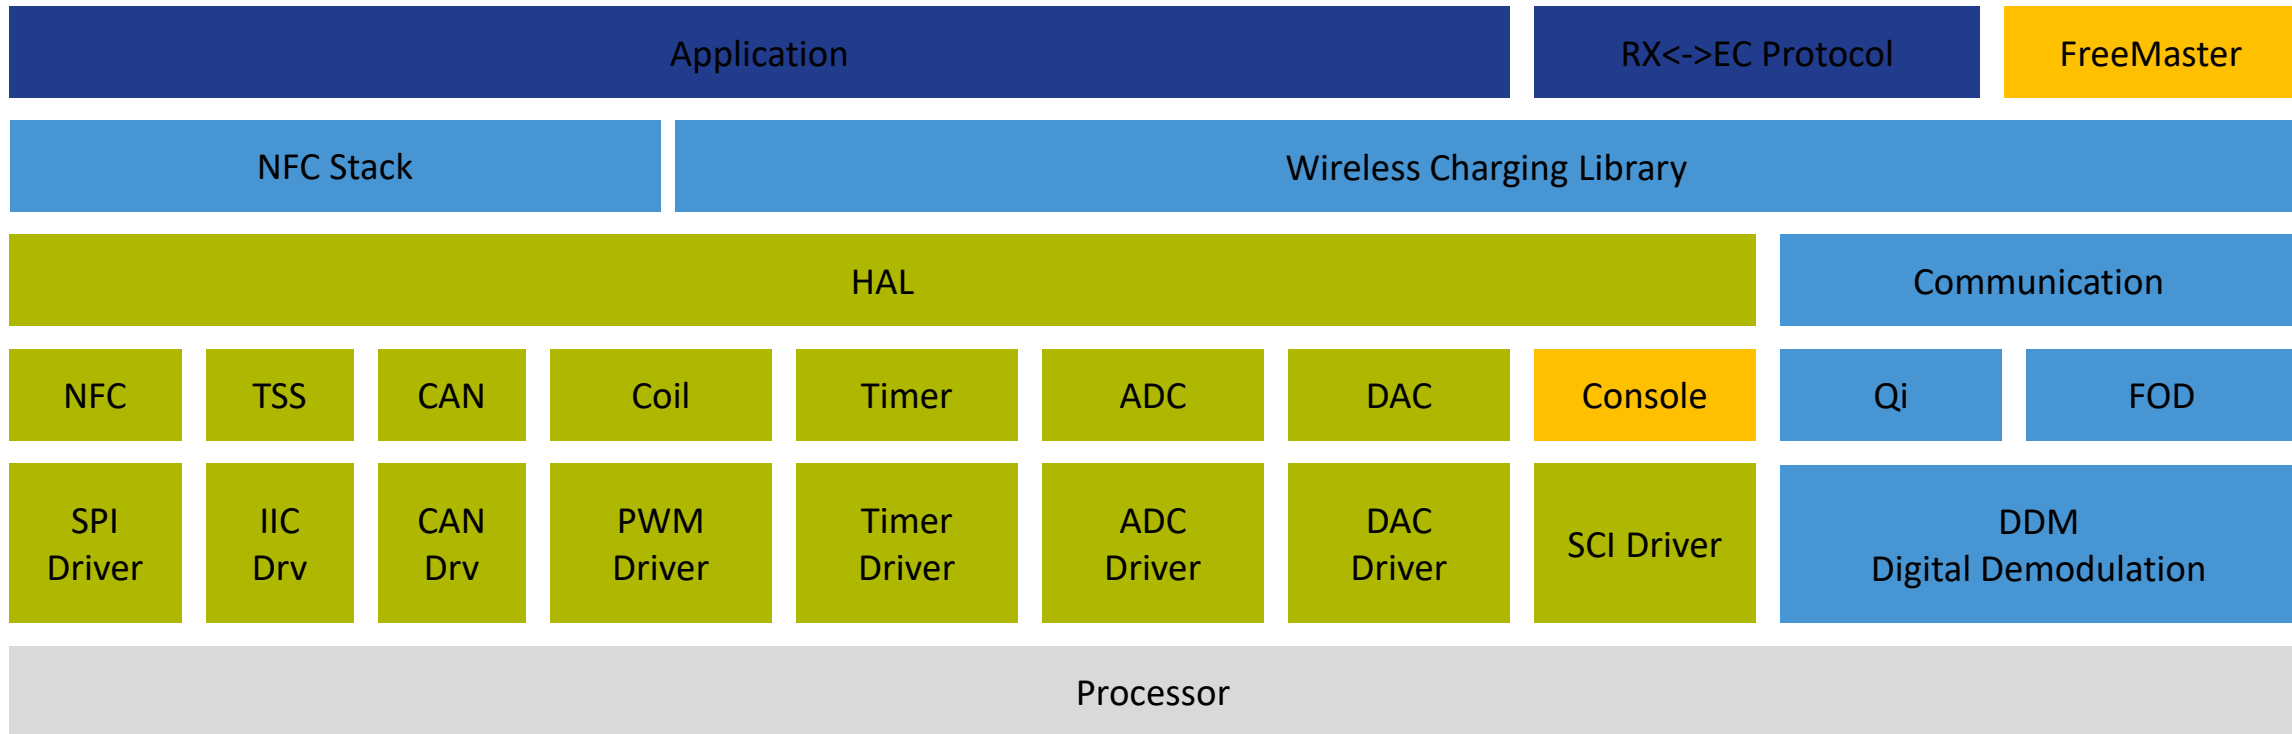 Application
RX<->EC Protocol
FreeMaster
NFC Stack
Wireless Charging Library
HAL
Communication
NFC
TSS
CAN
Coil
Timer
ADC
DAC
Console
Qi
FOD
SPI
Driver
IIC
Drv
CAN
Drv
PWM
Driver
Timer
Driver
ADC
Driver
DAC
Driver
SCI Driver
DDM
Digital Demodulation
Processor